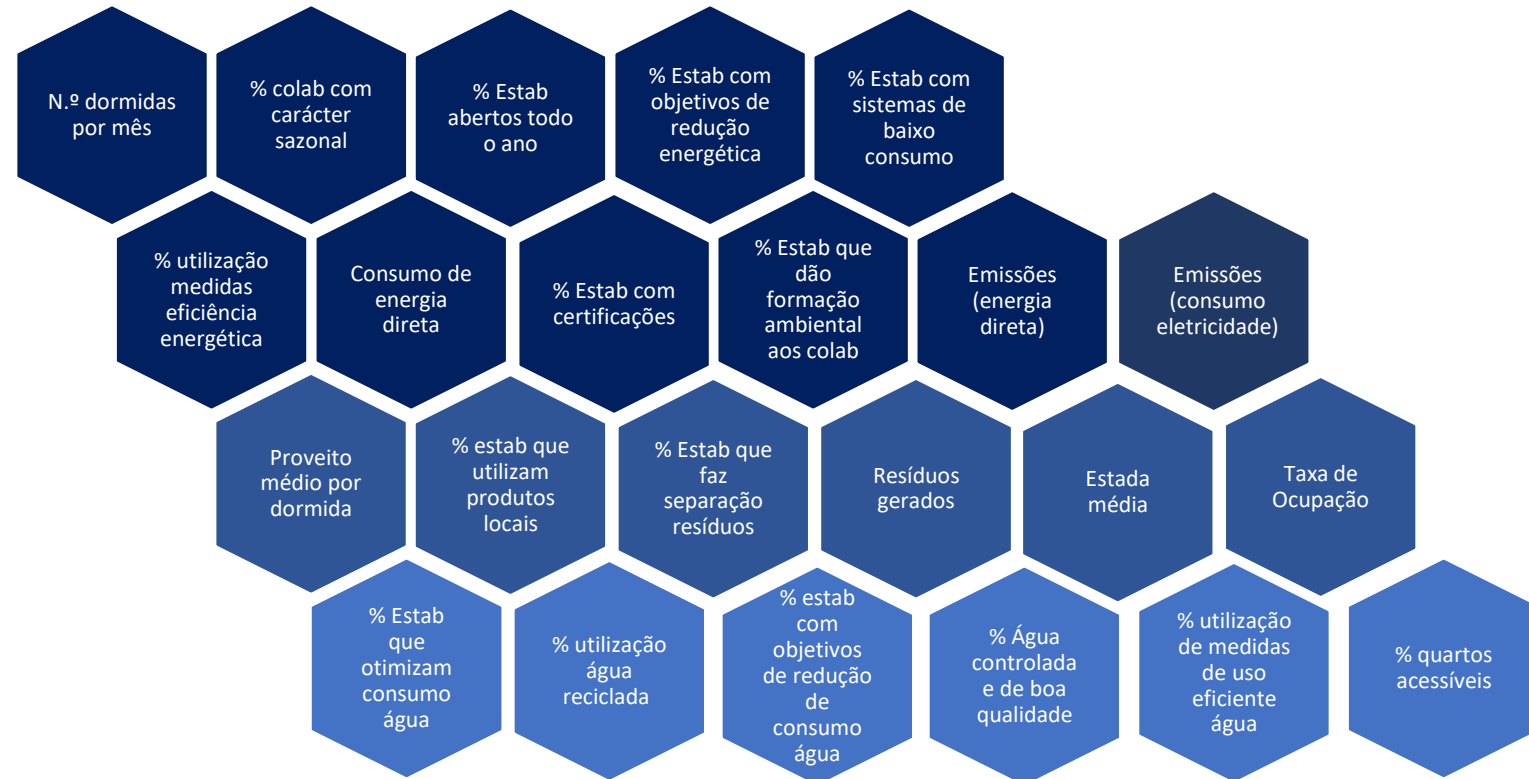 N.º dormidas
por mês
% colab com
carácter
sazonal
% Estab
abertos todo
o ano
% Estab com
objetivos de
redução
energética
% Estab com
sistemas de
baixo
consumo
% utilização
medidas
eficiência
energética
Consumo de
energia
direta
% Estab com
certificações
% Estab que
dão
formação
ambiental
aos colab
Emissões
(energia
direta)
Emissões
(consumo
eletricidade)
Proveito
médio por
dormida
% estab que
utilizam
produtos
locais
% Estab que
faz
separação
resíduos
Resíduos
gerados
Estada
média
Taxa de
Ocupação
% Estab
que
otimizam
consumo
água
% utilização
água
reciclada
% estab
com
objetivos
de redução
de
consumo
água
% Água
controlada
e de boa
qualidade
% utilização
de medidas
de uso
eficiente
água
% quartos
acessíveis